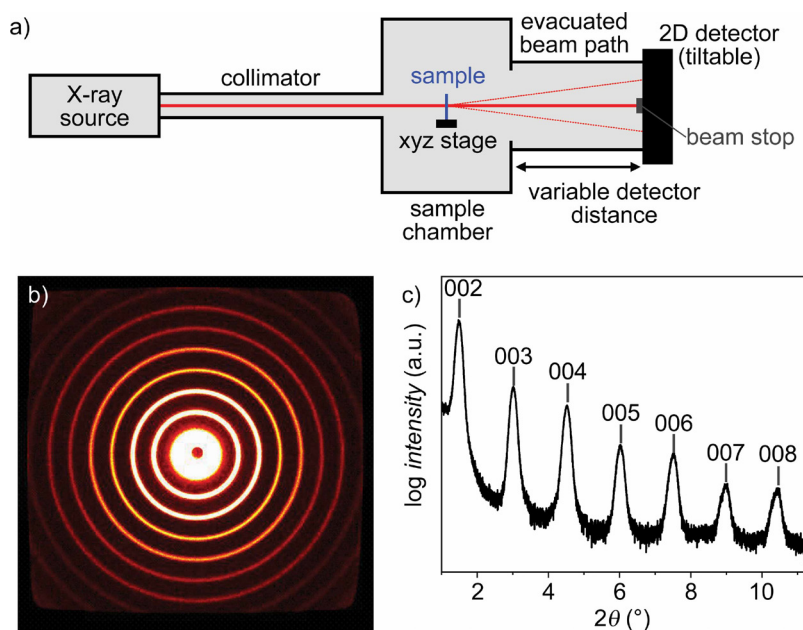 a)
X-ray
source
collimator
sample
xyz stage
sample
chamber
evacuated
beam path
variable detector
distance
2D detector
(tiltable)
beam stop
b)
c)
log intensity (a.u.)
002
003
004
005
006
007
008
2 4 6 8 10
2θ (°)